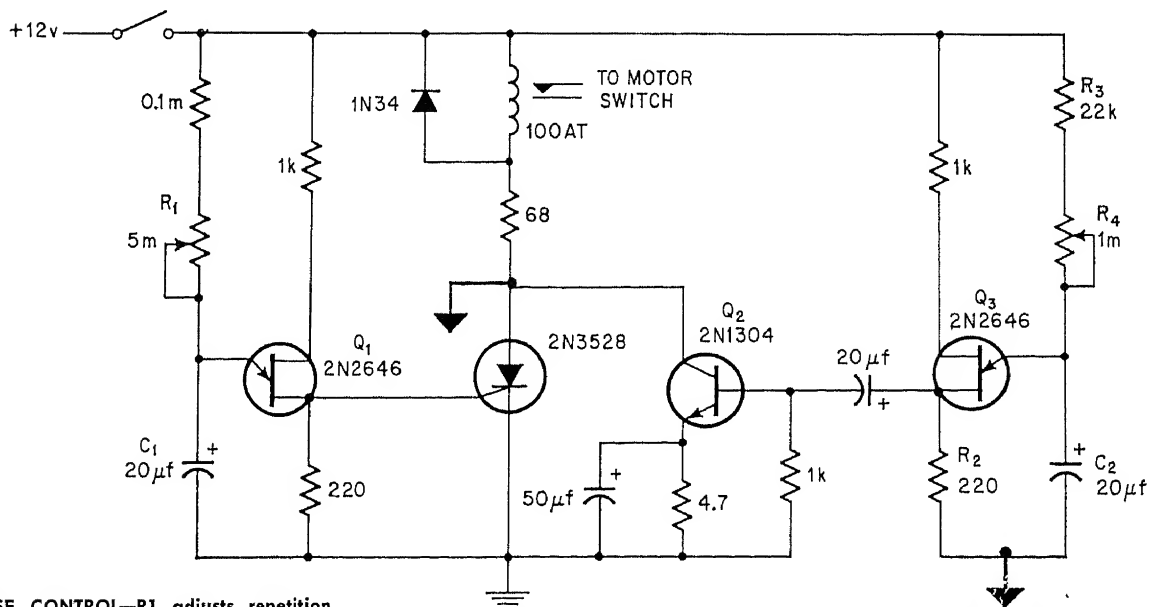 +12v
0.1m
1k
1N34
TO MOTOR
SWITCH
100AT
1k
R3
22k
R1
5m
68
R4
1m
Q1
2N2646
2N3528
Q2
2N1304
20µf
+
Q3
2N2646
C1
20µf
+
220
50µf
+
4.7
1k
R2
220
+
C2
20µf
SE CONTROL—R1 adjusts repetition